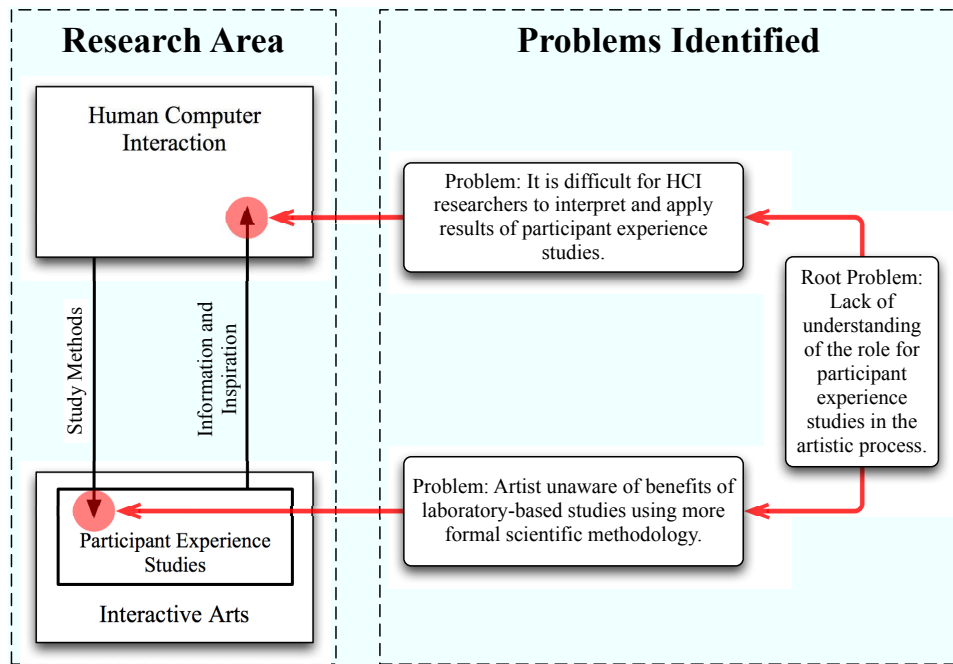 Research Area
Human Computer
Interaction
Study Methods
Information and
Inspiration
Participant Experience
Studies
Interactive Arts
Problems Identified
Problem: It is difficult for HCI
researchers to interpret and apply
results of participant experience
studies.
Problem: Artist unaware of benefits of
laboratory-based studies using more
formal scientific methodology.
Root Problem:
Lack of
understanding
of the role for
participant
experience
studies in the
artistic process.